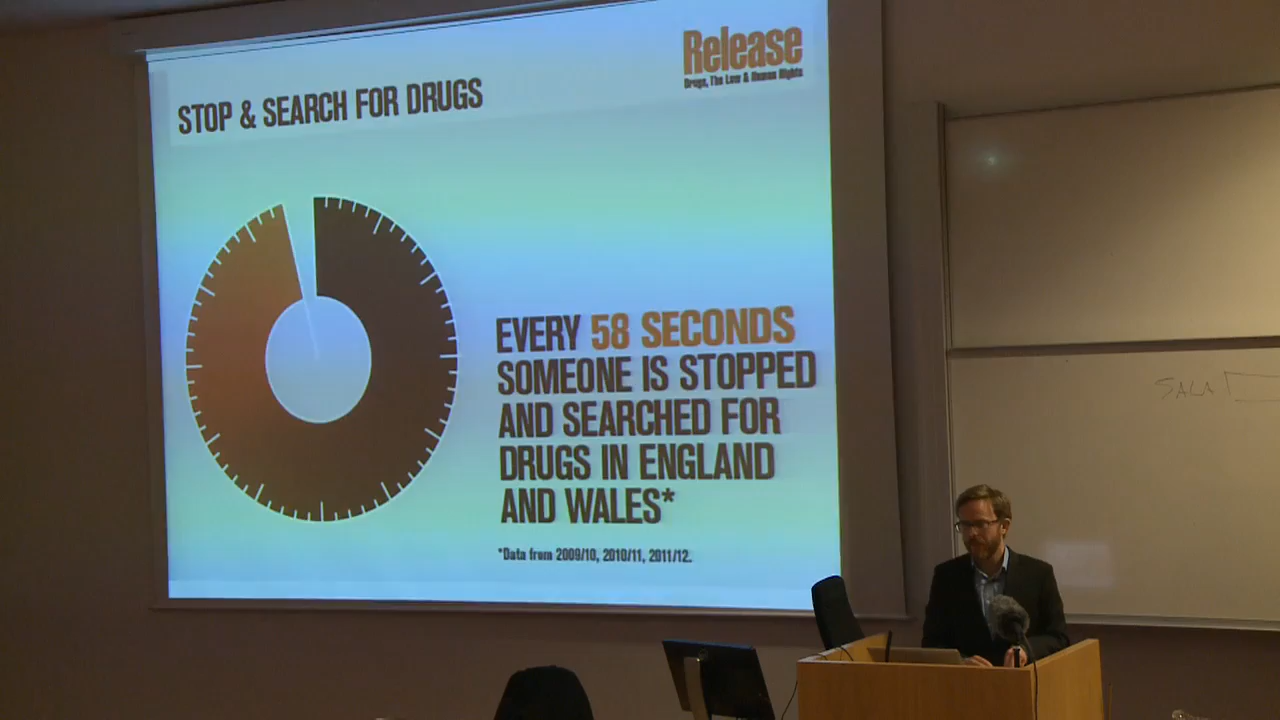 Release
Drugs, The Law & Human Rights
STOP & SEARCH FOR DRUGS
EVERY 58 SECONDS
SOMEONE IS STOPPED
AND SEARCHED FOR
DRUGS IN ENGLAND
AND WALES*
*Data from 2009/10, 2010/11, 2011/12.
SALA